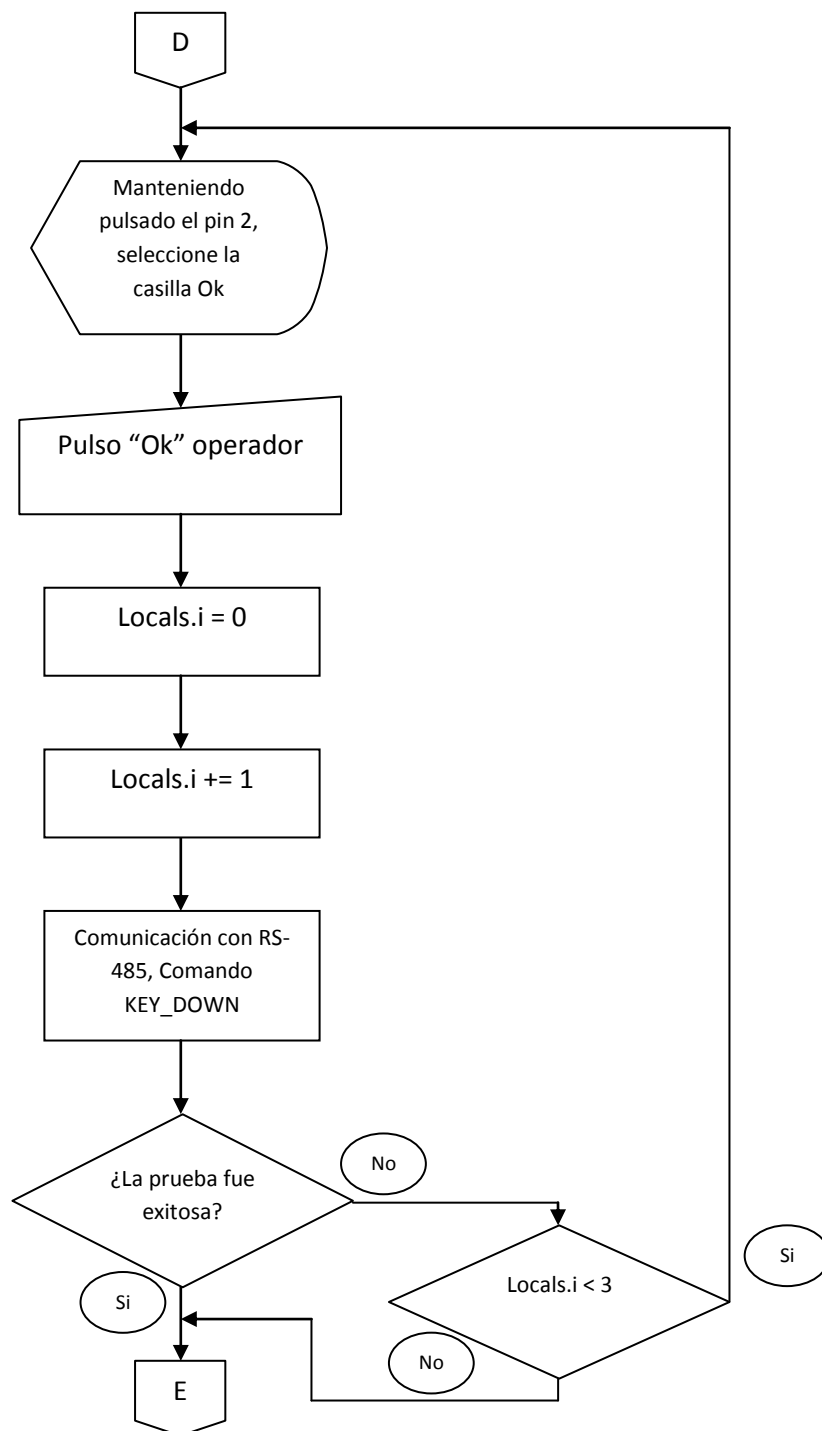 D
Manteniendo
pulsado el pin 2,
seleccione la
casilla Ok
Pulso “Ok” operador
Locals.i = 0
Locals.i += 1
Comunicación con RS-
485, Comando
KEY_DOWN
¿La prueba fue
exitosa?
No
Locals.i < 3
Si
Si
No
E